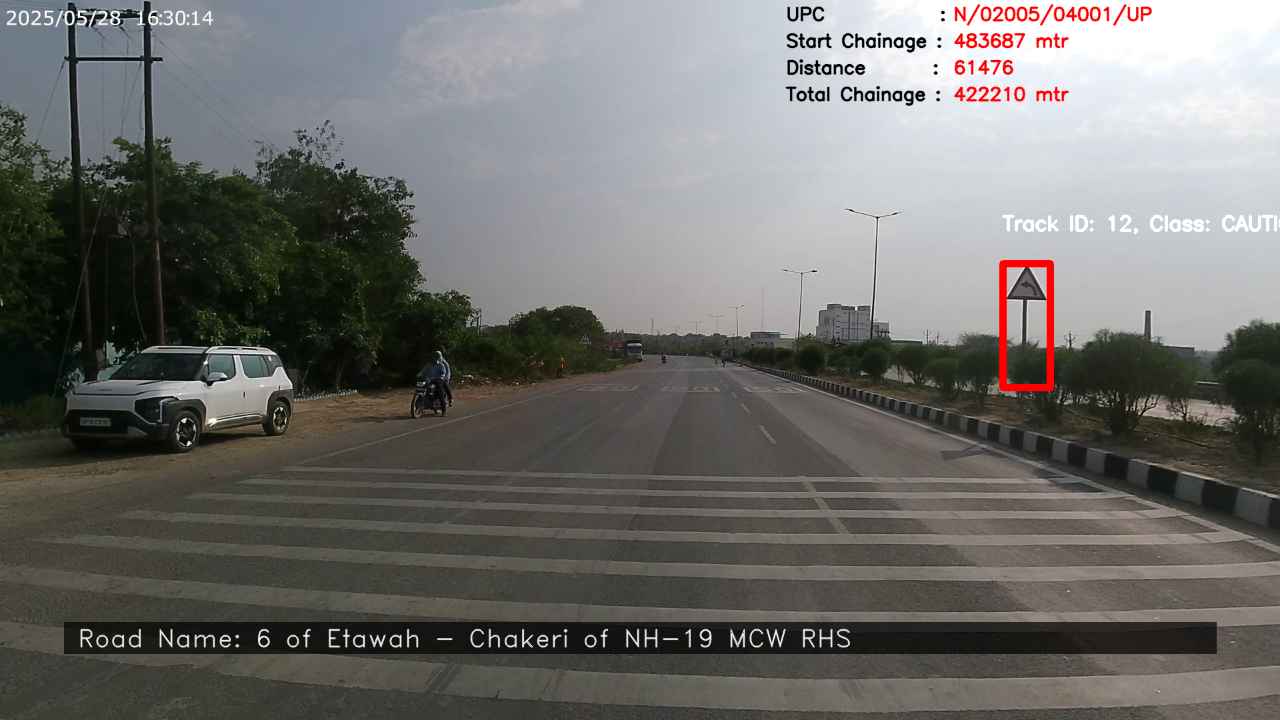 2025/05/28 16:30:14
UPC : N/02005/04001/UP
Start Chainage : 483687 mtr
Distance : 61476
Total Chainage : 422210 mtr
Track ID: 12, Class: CAUTI
Road Name: 6 of Etawah - Chakeri of NH-19 MCW RHS